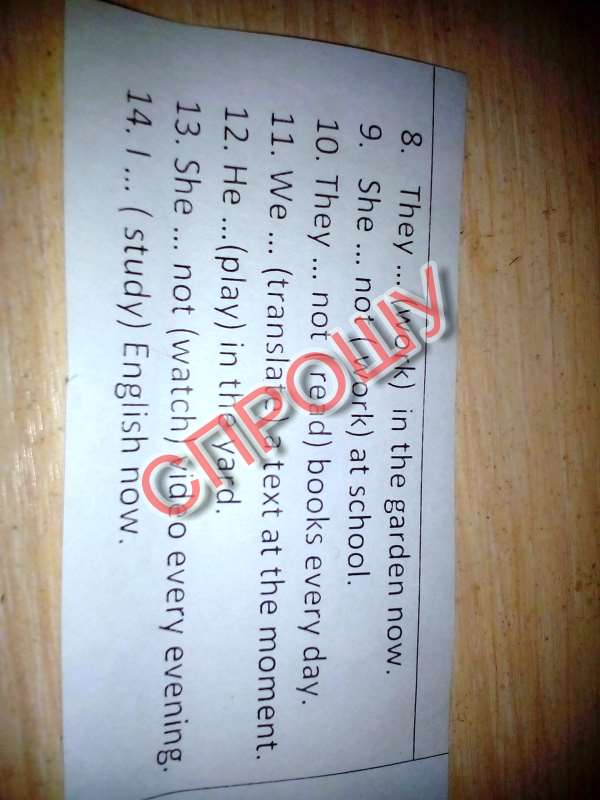 8. They ... (work) in the garden now.
9. She ... not ( work) at school.
10. They ... not ( read) books every day.
11. We ... (translate) a text at the moment.
12. He ...(play) in the yard.
13. She ... not (watch) video every evening.
14. I ... ( study) English now.
СПРОШУ